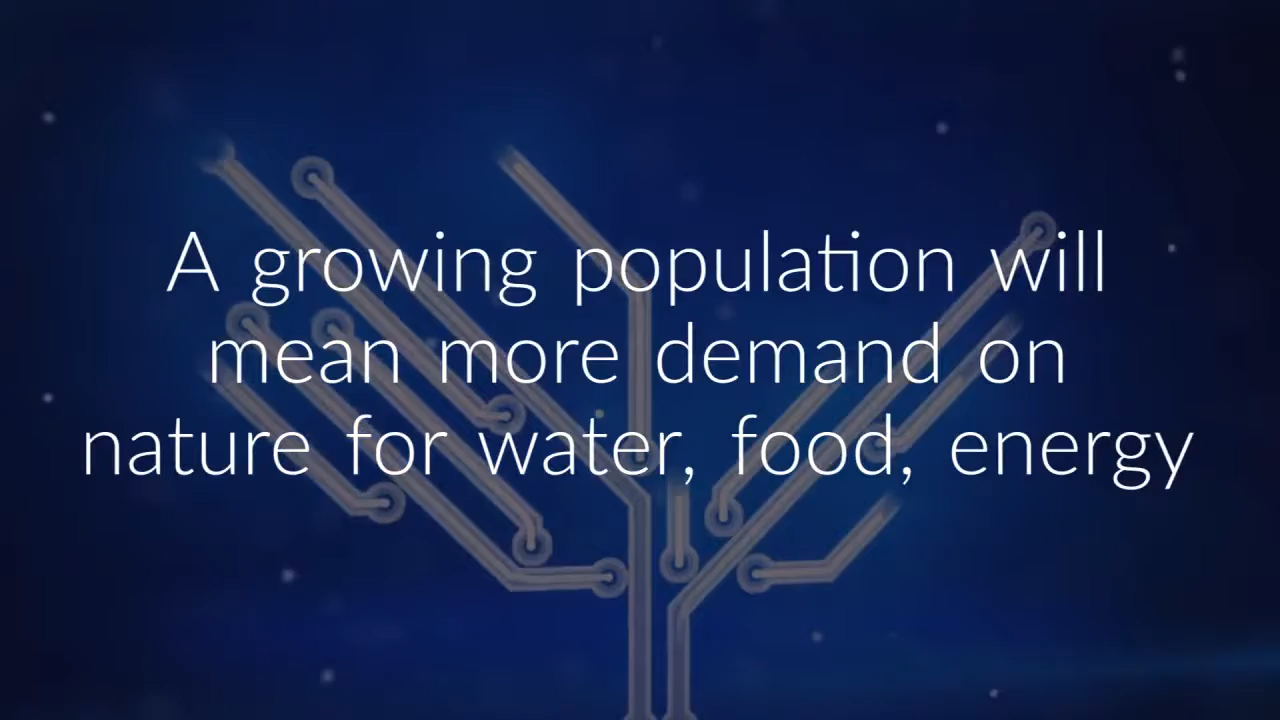 A growing population will
mean more demand on
nature for water, food, energy